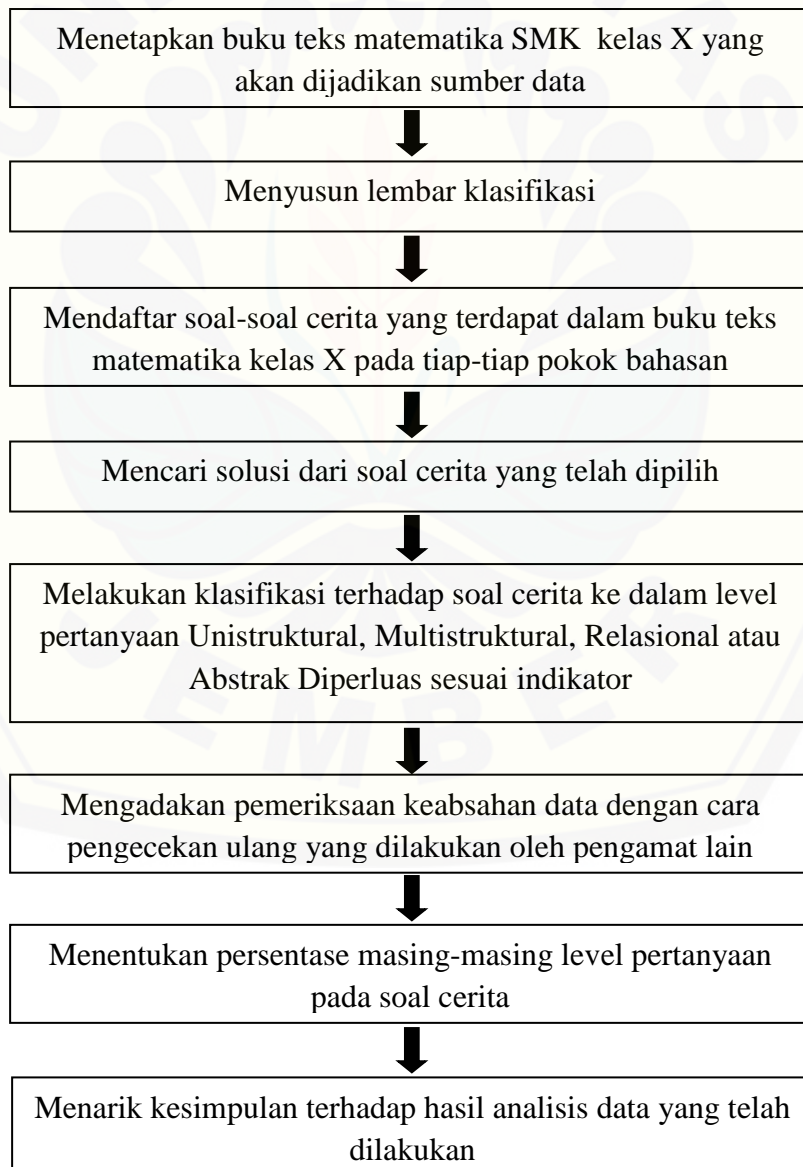 Menetapkan buku teks matematika SMK kelas X yang
akan dijadikan sumber data
Menyusun lembar klasifikasi
Mendaftar soal-soal cerita yang terdapat dalam buku teks
matematika kelas X pada tiap-tiap pokok bahasan
Mencari solusi dari soal cerita yang telah dipilih
Melakukan klasifikasi terhadap soal cerita ke dalam level
pertanyaan Unistruktural, Multistruktural, Relasional atau
Abstrak Diperluas sesuai indikator
JEMBER
Mengadakan pemeriksaan keabsahan data dengan cara
pengecekan ulang yang dilakukan oleh pengamat lain
Menentukan persentase masing-masing level pertanyaan
pada soal cerita
Menarik kesimpulan terhadap hasil analisis data yang telah
dilakukan